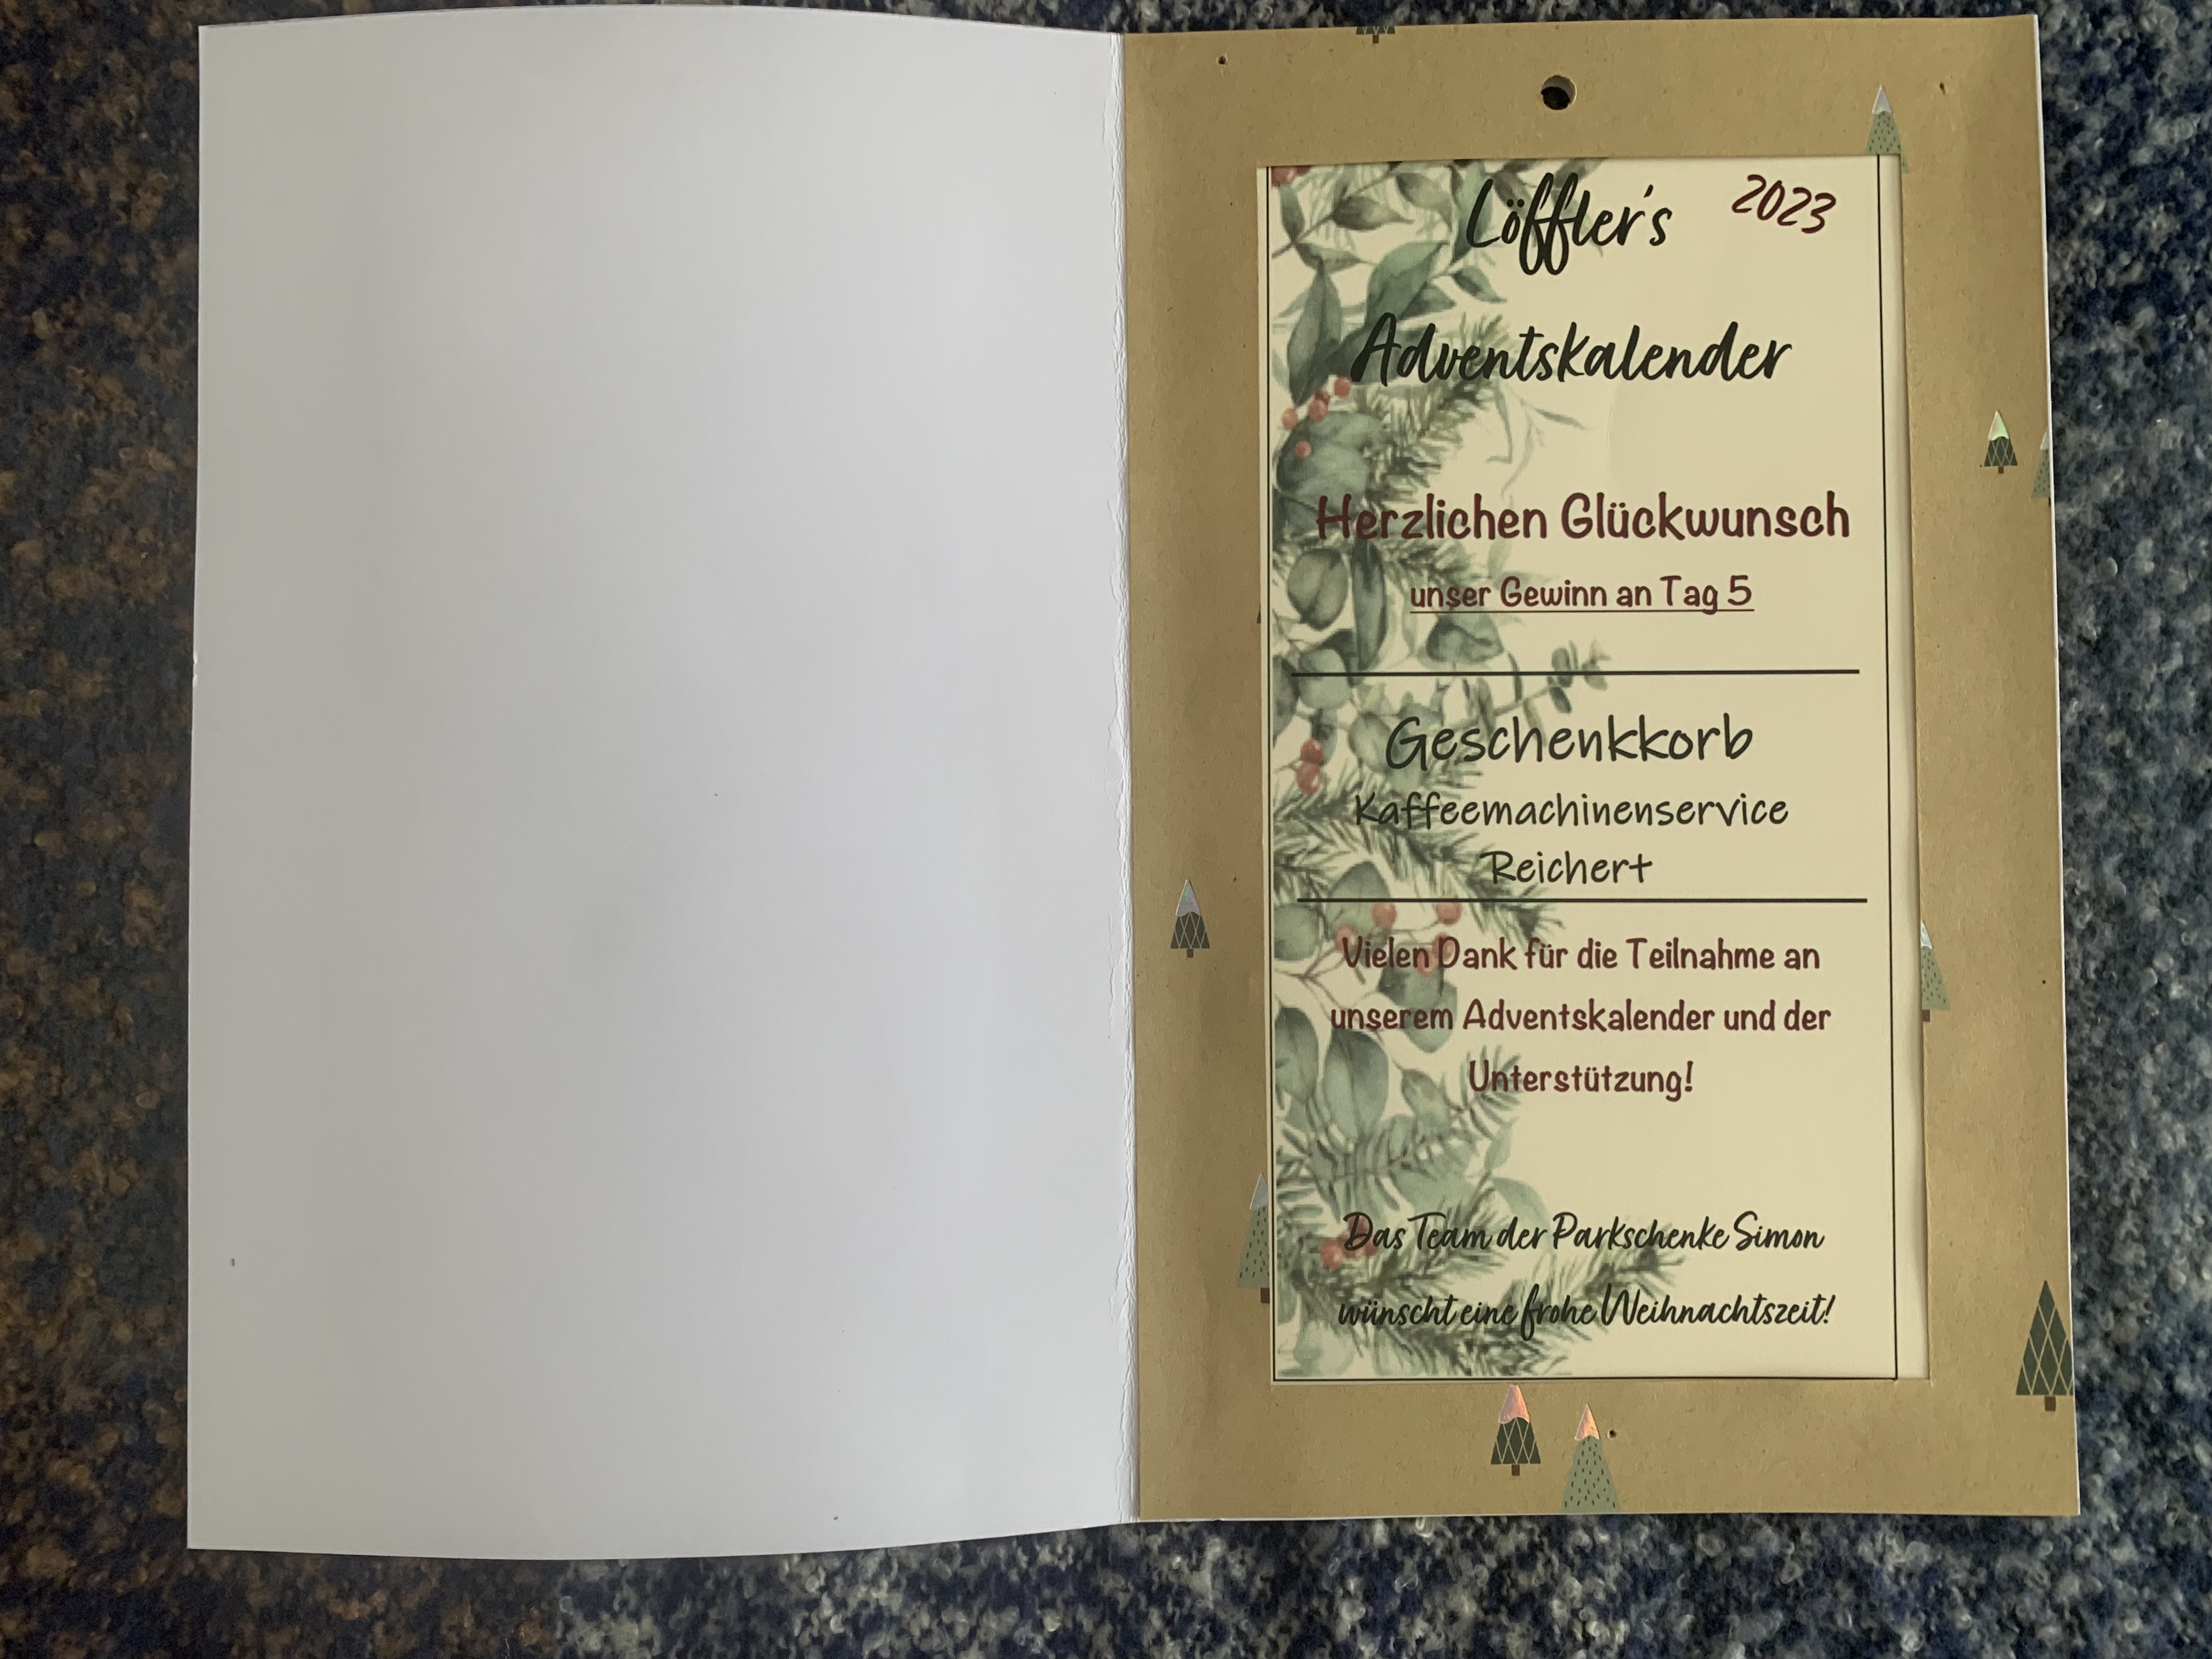 Löffler's 2023
Adventskalender
Herzlichen Glückwunsch
unser Gewinn an Tag 5
Geschenkkorb
Kaffeemachinenservice
Reichert
Vielen Dank für die Teilnahme an
unserem Adventskalender und der
Unterstützung!
Das Team der Parkschenke Simon
wünscht eine frohe Weihnachtszeit!